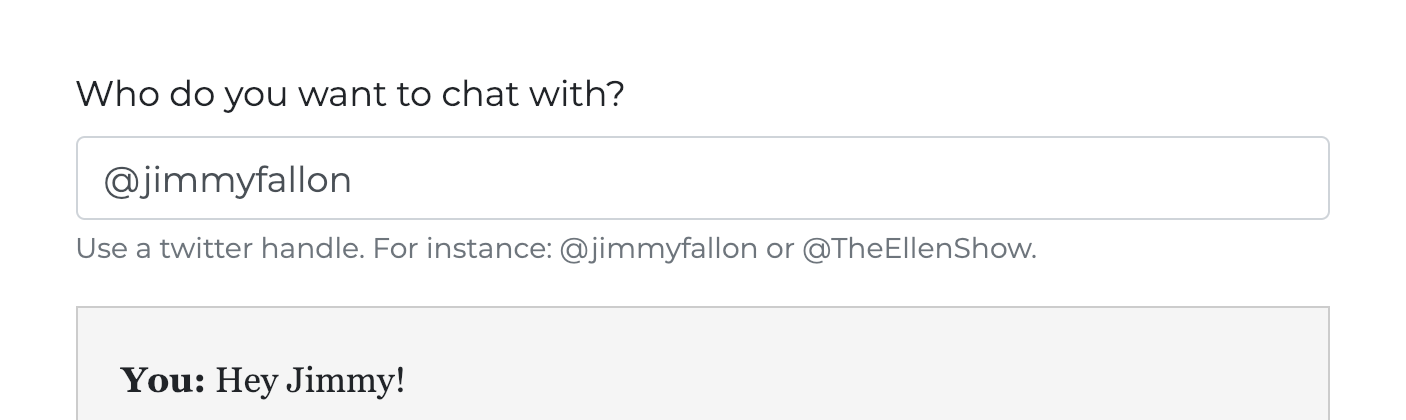 Who do you want to chat with?
@jimmyfallon
Use a twitter handle. For instance: @jimmyfallon or @TheEllenShow.
You: Hey Jimmy!